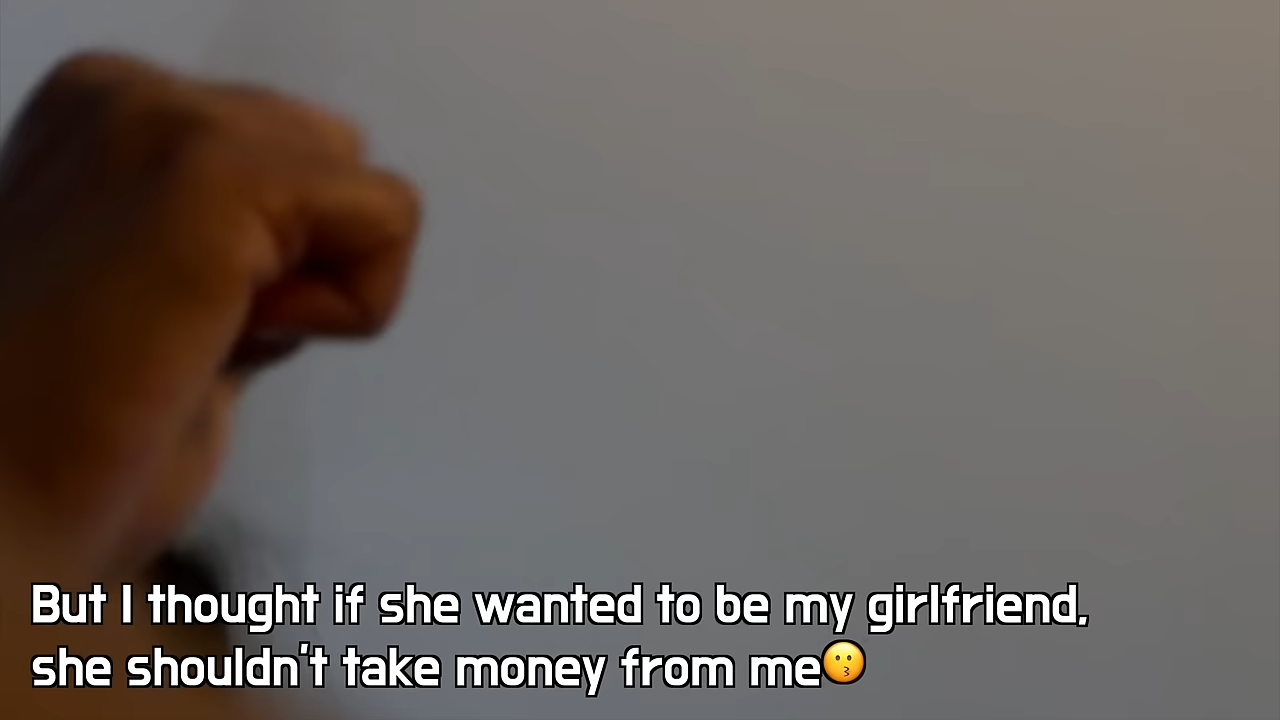 But I thought if she wanted to be my girlfriend,
she shouldn't take money from me😗